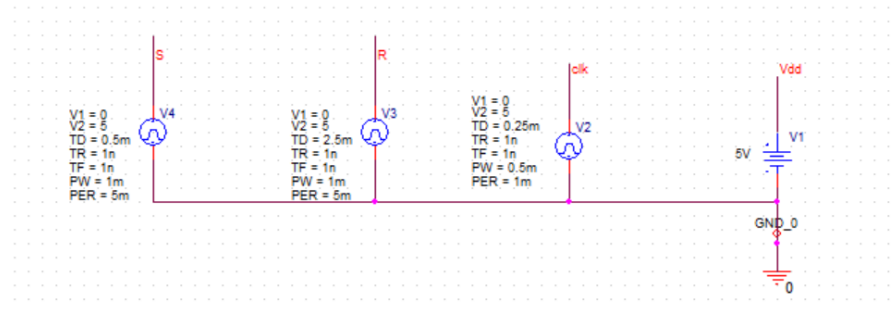 S
V4
V1 = 0
V2 = 5
TD = 0.5m
TR = 1n
TF = 1n
PW = 1m
PER = 5m
R
V3
V1 = 0
V2 = 5
TD = 2.5m
TR = 1n
TF = 1n
PW = 1m
PER = 5m
clk
V2
V1 = 0
V2 = 5
TD = 0.25m
TR = 1n
TF = 1n
PW = 0.5m
PER = 1m
Vdd
V1
5V
GND_0
0